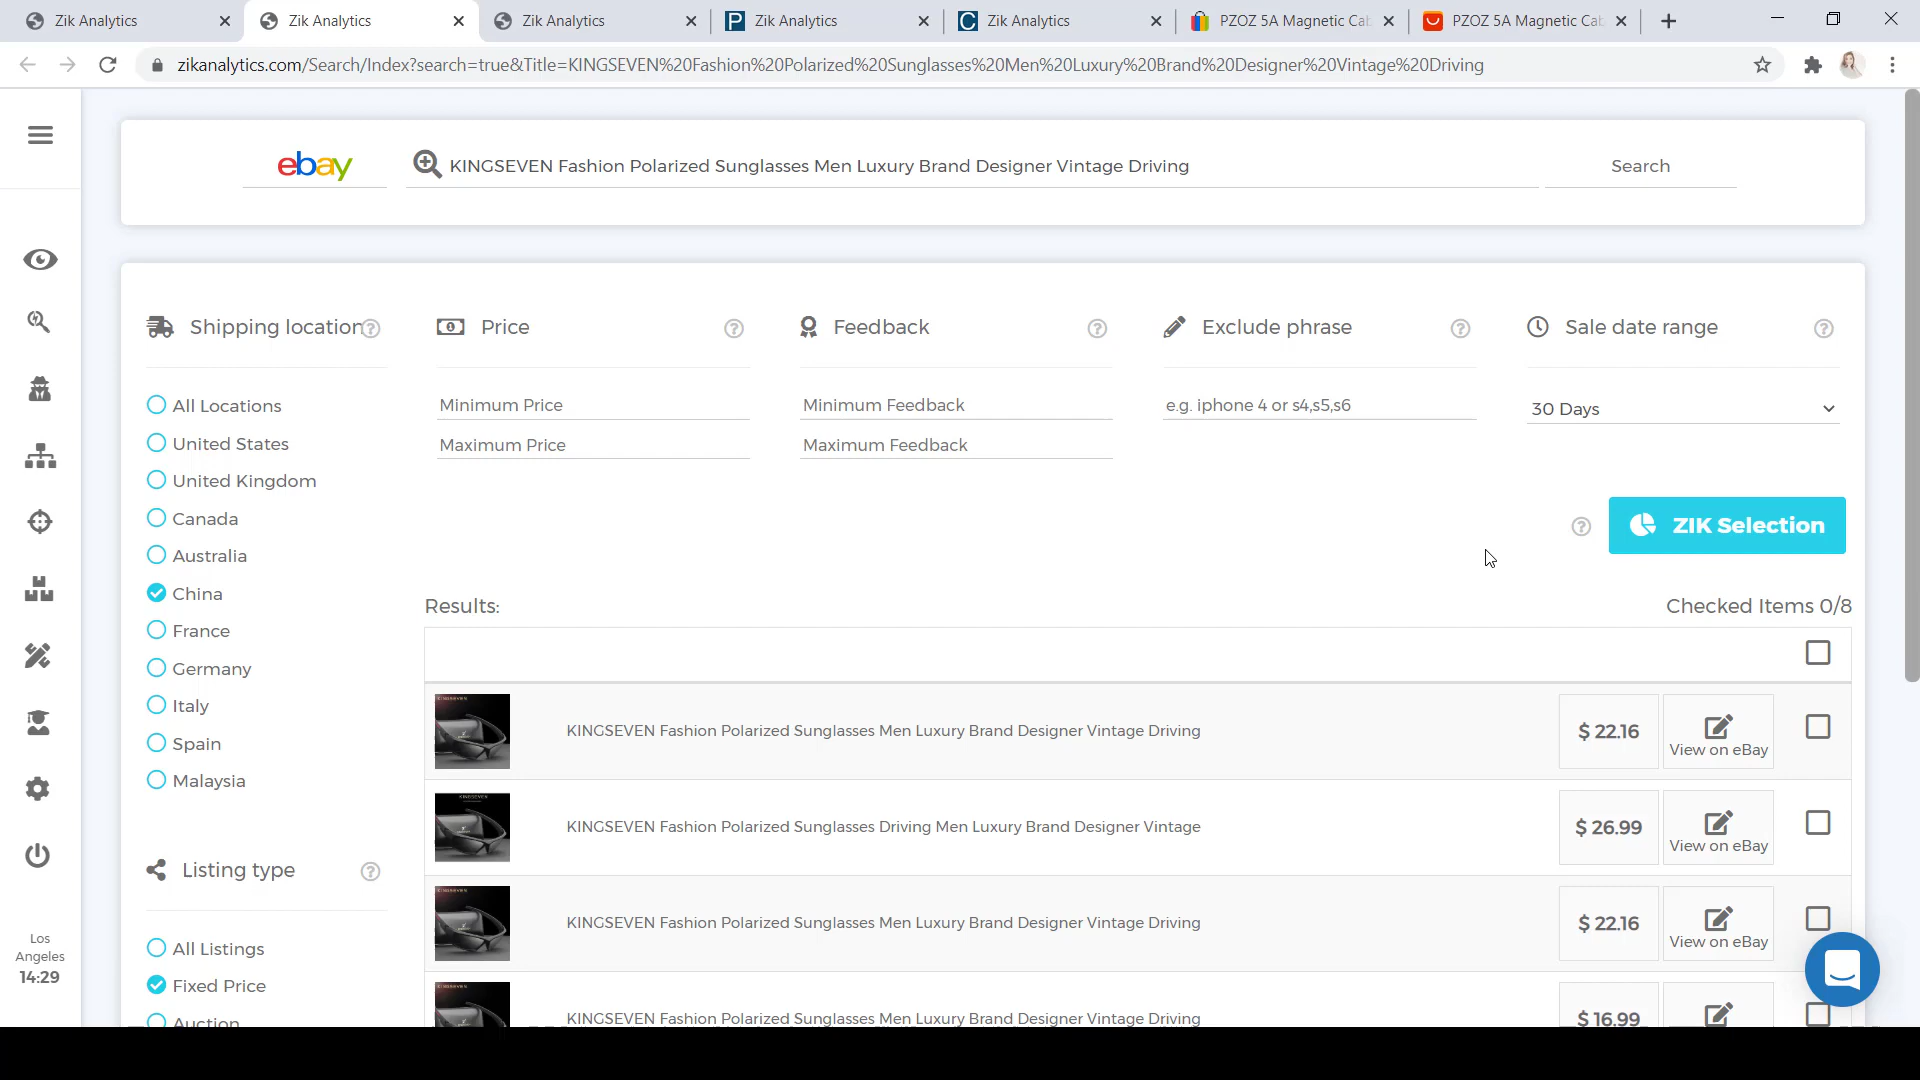 Zik Analytics
Zik Analytics
Zik Analytics
Zik Analytics
Zik Analytics
PZOZ 5A Magnetic Cab
PZOZ 5A Magnetic Cab
zikanalytics.com/Search/Index?search=true&Title=KINGSEVEN%20Fashion%20Polarized%20Sunglasses%20Men%20Luxury%20Brand%20Designer%20Vintage%20Driving
ebay
KINGSEVEN Fashion Polarized Sunglasses Men Luxury Brand Designer Vintage Driving
Search
Shipping location
Price
Feedback
Exclude phrase
Sale date range
All Locations
United States
United Kingdom
Canada
Australia
China
France
Germany
Italy
Spain
Malaysia
Minimum Price
Maximum Price
Minimum Feedback
Maximum Feedback
e.g. iphone 4 or s4,s5,s6
30 Days
ZIK Selection
Results:
Checked Items 0/8
KINGSEVEN Fashion Polarized Sunglasses Men Luxury Brand Designer Vintage Driving
$ 22.16
View on eBay
KINGSEVEN Fashion Polarized Sunglasses Driving Men Luxury Brand Designer Vintage
$ 26.99
View on eBay
KINGSEVEN Fashion Polarized Sunglasses Men Luxury Brand Designer Vintage Driving
$ 22.16
View on eBay
KINGSEVEN Fashion Polarized Sunglasses Men Luxury Brand Designer Vintage Driving
$ 16.99
Listing type
All Listings
Fixed Price
Auction
Los
Angeles
14:29